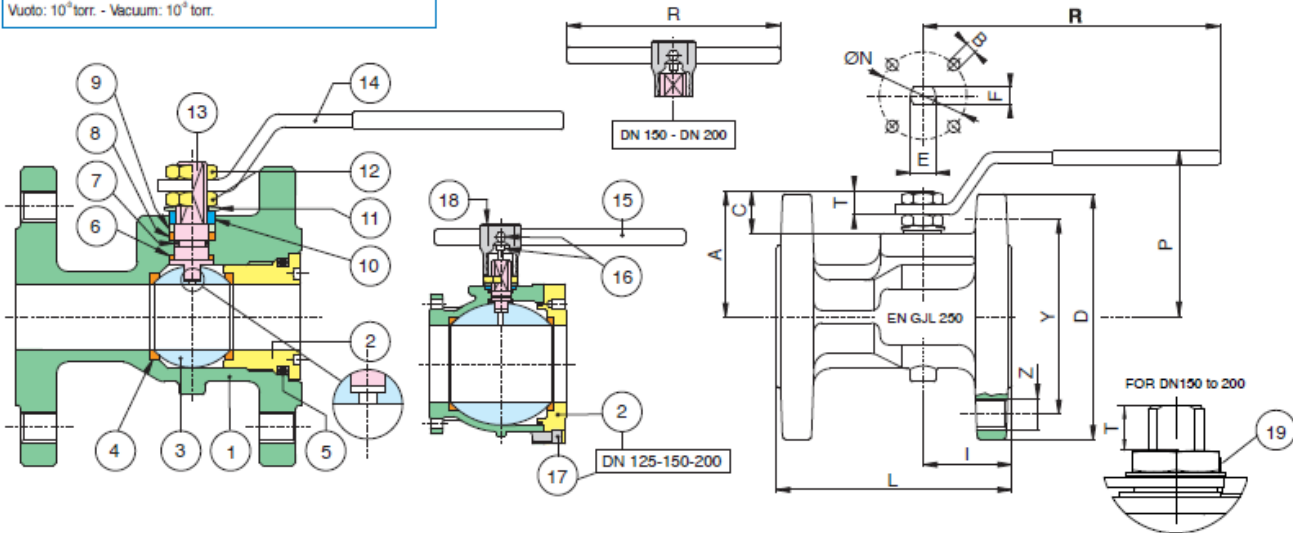 Vuoto: 10⁻⁸ torr. - Vacuum: 10⁻⁸ torr.
R
DN 150 - DN 200
R
ØN
B
F
E
9
8
7
6
13
14
12
11
10
2
4
3
1
5
18
15
16
2
17
DN 125-150-200
A
C
T
P
EN GJL 250
Y
D
Z
I
L
FOR DN150 to 200
T
19